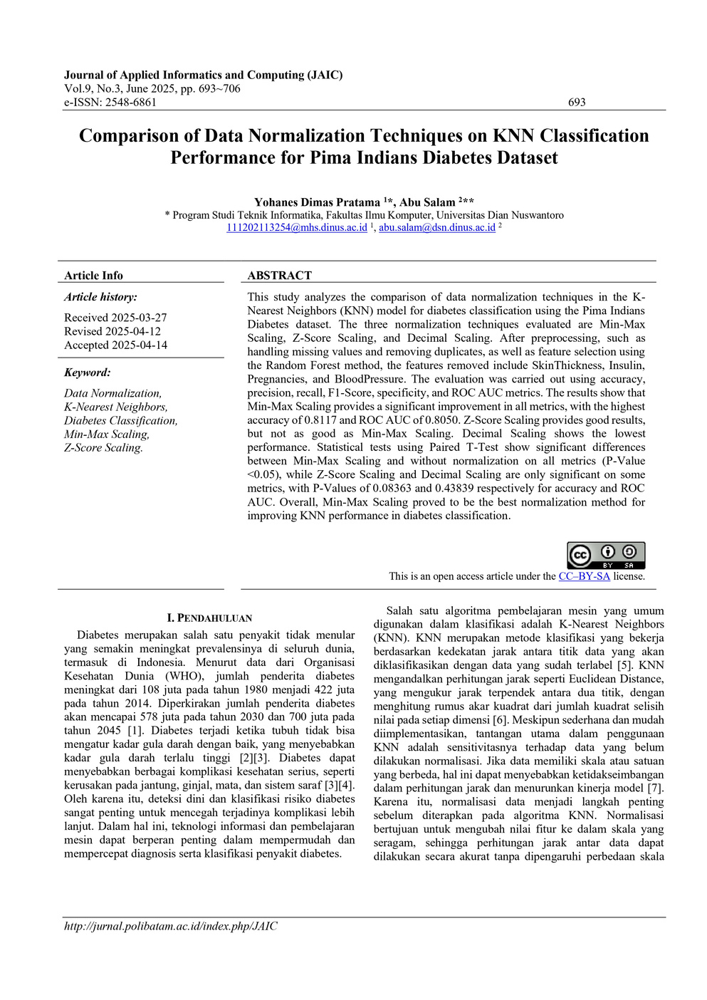 Journal of Applied Informatics and Computing (JAIC)
Vol.9, No.3, June 2025, pp. 693~706
e-ISSN: 2548-6861 693
Comparison of Data Normalization Techniques on KNN Classification
Performance for Pima Indians Diabetes Dataset
Yohanes Dimas Pratama 1*, Abu Salam 2**
* Program Studi Teknik Informatika, Fakultas Ilmu Komputer, Universitas Dian Nuswantoro
111202113254@mhs.dinus.ac.id 1, abu.salam@dsn.dinus.ac.id 2
Article Info
Article history:
Received 2025-03-27
Revised 2025-04-12
Accepted 2025-04-14
Keyword:
Data Normalization,
K-Nearest Neighbors,
Diabetes Classification,
Min-Max Scaling,
Z-Score Scaling.
ABSTRACT
This study analyzes the comparison of data normalization techniques in the K-
Nearest Neighbors (KNN) model for diabetes classification using the Pima Indians
Diabetes dataset. The three normalization techniques evaluated are Min-Max
Scaling, Z-Score Scaling, and Decimal Scaling. After preprocessing, such as
handling missing values and removing duplicates, as well as feature selection using
the Random Forest method, the features removed include SkinThickness, Insulin,
Pregnancies, and BloodPressure. The evaluation was carried out using accuracy,
precision, recall, F1-Score, specificity, and ROC AUC metrics. The results show that
Min-Max Scaling provides a significant improvement in all metrics, with the highest
accuracy of 0.8117 and ROC AUC of 0.8050. Z-Score Scaling provides good results,
but not as good as Min-Max Scaling. Decimal Scaling shows the lowest
performance. Statistical tests using Paired T-Test show significant differences
between Min-Max Scaling and without normalization on all metrics (P-Value
<0.05), while Z-Score Scaling and Decimal Scaling are only significant on some
metrics, with P-Values of 0.08363 and 0.43839 respectively for accuracy and ROC
AUC. Overall, Min-Max Scaling proved to be the best normalization method for
improving KNN performance in diabetes classification.
cc BY SA
This is an open access article under the CC–BY-SA license.
I. PENDAHULUAN
Diabetes merupakan salah satu penyakit tidak menular
yang semakin meningkat prevalensinya di seluruh dunia,
termasuk di Indonesia. Menurut data dari Organisasi
Kesehatan Dunia (WHO), jumlah penderita diabetes
meningkat dari 108 juta pada tahun 1980 menjadi 422 juta
pada tahun 2014. Diperkirakan jumlah penderita diabetes
akan mencapai 578 juta pada tahun 2030 dan 700 juta pada
tahun 2045 [1]. Diabetes terjadi ketika tubuh tidak bisa
mengatur kadar gula darah dengan baik, yang menyebabkan
kadar gula darah terlalu tinggi [2][3]. Diabetes dapat
menyebabkan berbagai komplikasi kesehatan serius, seperti
kerusakan pada jantung, ginjal, mata, dan sistem saraf [3][4].
Oleh karena itu, deteksi dini dan klasifikasi risiko diabetes
sangat penting untuk mencegah terjadinya komplikasi lebih
lanjut. Dalam hal ini, teknologi informasi dan pembelajaran
mesin dapat berperan penting dalam mempermudah dan
mempercepat diagnosis serta klasifikasi penyakit diabetes.
Salah satu algoritma pembelajaran mesin yang umum
digunakan dalam klasifikasi adalah K-Nearest Neighbors
(KNN). KNN merupakan metode klasifikasi yang bekerja
berdasarkan kedekatan jarak antara titik data yang akan
diklasifikasikan dengan data yang sudah terlabel [5]. KNN
mengandalkan perhitungan jarak seperti Euclidean Distance,
yang mengukur jarak terpendek antara dua titik, dengan
menghitung rumus akar kuadrat dari jumlah kuadrat selisih
nilai pada setiap dimensi [6]. Meskipun sederhana dan mudah
diimplementasikan, tantangan utama dalam penggunaan
KNN adalah sensitivitasnya terhadap data yang belum
dilakukan normalisasi. Jika data memiliki skala atau satuan
yang berbeda, hal ini dapat menyebabkan ketidakseimbangan
dalam perhitungan jarak dan menurunkan kinerja model [7].
Karena itu, normalisasi data menjadi langkah penting
sebelum diterapkan pada algoritma KNN. Normalisasi
bertujuan untuk mengubah nilai fitur ke dalam skala yang
seragam, sehingga perhitungan jarak antar data dapat
dilakukan secara akurat tanpa dipengaruhi perbedaan skala
http://jurnal.polibatam.ac.id/index.php/JAIC